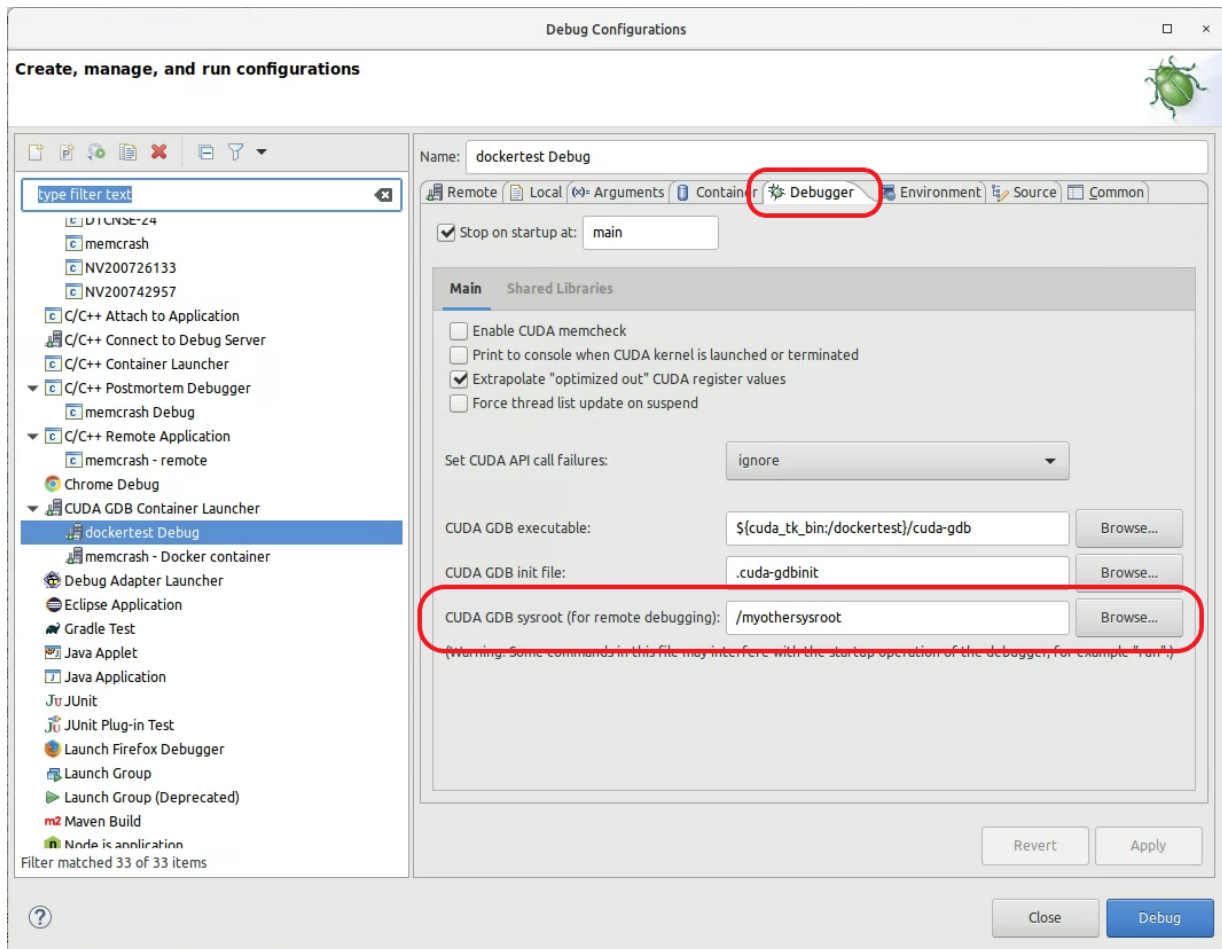 Debug Configurations
Create, manage, and run configurations
type filter text
DTCNSE-24
memcrash
NV200726133
NV200742957
C/C++ Attach to Application
C/C++ Connect to Debug Server
C/C++ Container Launcher
C/C++ Postmortem Debugger
memcrash Debug
C/C++ Remote Application
memcrash - remote
Chrome Debug
CUDA GDB Container Launcher
dockertest Debug
memcrash - Docker container
Debug Adapter Launcher
Eclipse Application
Gradle Test
Java Applet
Java Application
JUnit
JUnit Plug-in Test
Launch Firefox Debugger
Launch Group
Launch Group (Deprecated)
m2 Maven Build
Node.js application
Filter matched 33 of 33 items
Name: dockertest Debug
Remote Local (x)= Arguments Container Debugger Environment Source Common
Stop on startup at: main
Main Shared Libraries
Enable CUDA memcheck
Print to console when CUDA kernel is launched or terminated
Extrapolate "optimized out" CUDA register values
Force thread list update on suspend
Set CUDA API call failures: ignore
CUDA GDB executable: ${cuda_tk_bin:/dockertest}/cuda-gdb Browse...
CUDA GDB init file: .cuda-gdbinit Browse...
CUDA GDB sysroot (for remote debugging): /myothersysroot Browse...
(Warning: Some commands in this file may interfere with the startup operation of the debugger, for example "run".)
Revert Apply
Close Debug